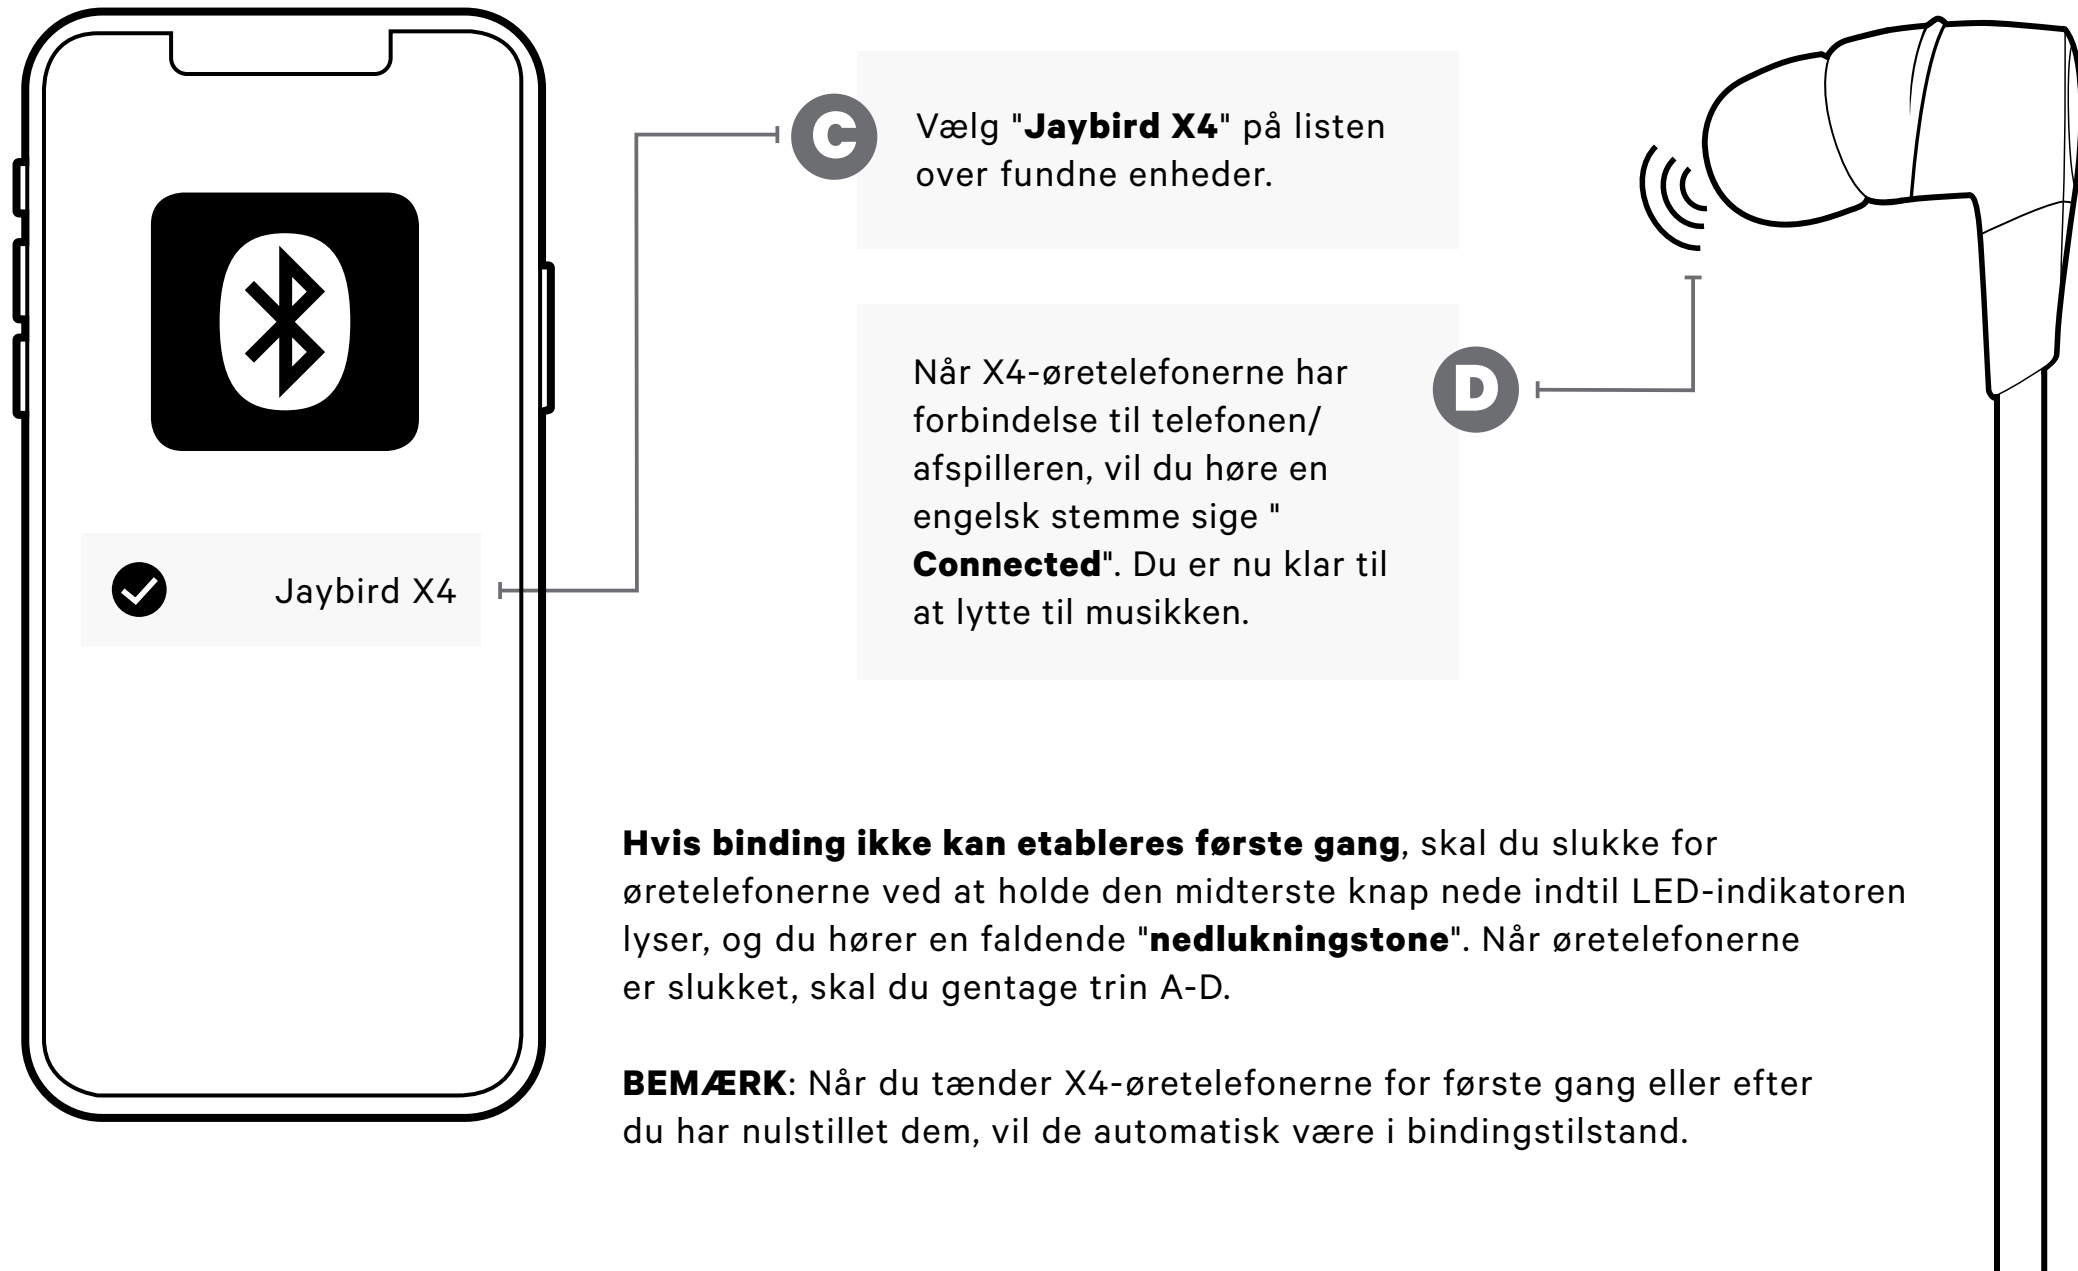 C
Vælg "Jaybird X4" på listen
over fundne enheder.
Når X4-øretelefonerne har
forbindelse til telefonen/
afspilleren, vil du høre en
engelsk stemme sige "
Connected". Du er nu klar til
at lytte til musikken.
D
Jaybird X4
Hvis binding ikke kan etableres første gang, skal du slukke for
øretelefonerne ved at holde den midterste knap nede indtil LED-indikatoren
lyser, og du hører en faldende "nedlukningstone". Når øretelefonerne
er slukket, skal du gentage trin A-D.
BEMÆRK: Når du tænder X4-øretelefonerne for første gang eller efter
du har nulstillet dem, vil de automatisk være i bindingstilstand.